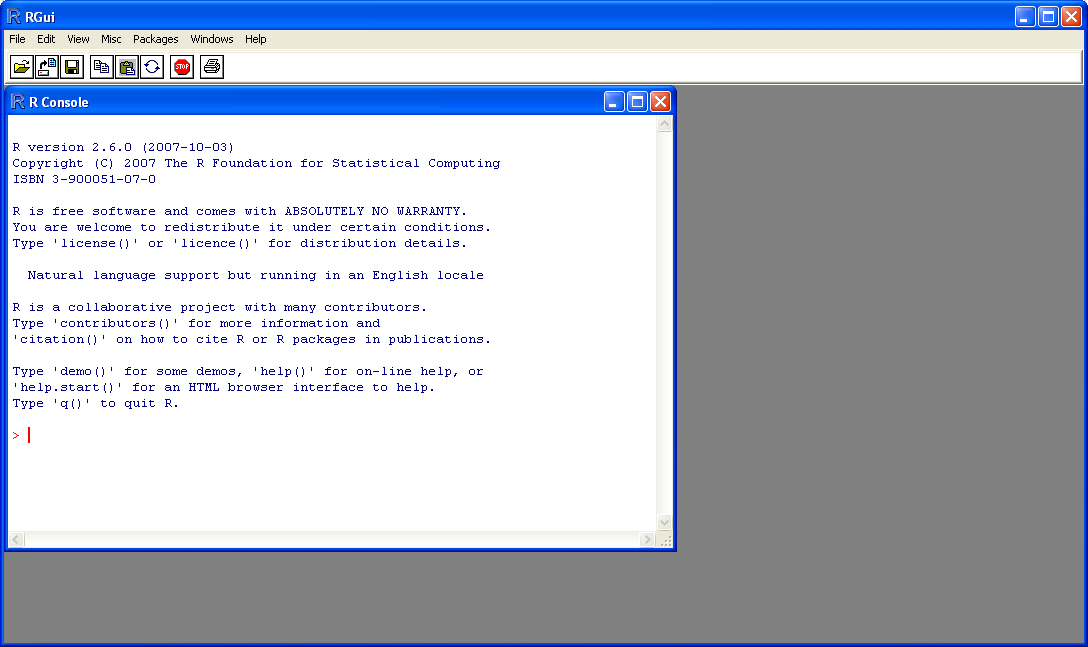 RGui
File Edit View Misc Packages Windows Help
STOP
R Console
R version 2.6.0 (2007-10-03)
Copyright (C) 2007 The R Foundation for Statistical Computing
ISBN 3-900051-07-0
R is free software and comes with ABSOLUTELY NO WARRANTY.
You are welcome to redistribute it under certain conditions.
Type 'license()' or 'licence()' for distribution details.
Natural language support but running in an English locale
R is a collaborative project with many contributors.
Type 'contributors()' for more information and
'citation()' on how to cite R or R packages in publications.
Type 'demo()' for some demos, 'help()' for on-line help, or
'help.start()' for an HTML browser interface to help.
Type 'q()' to quit R.
>